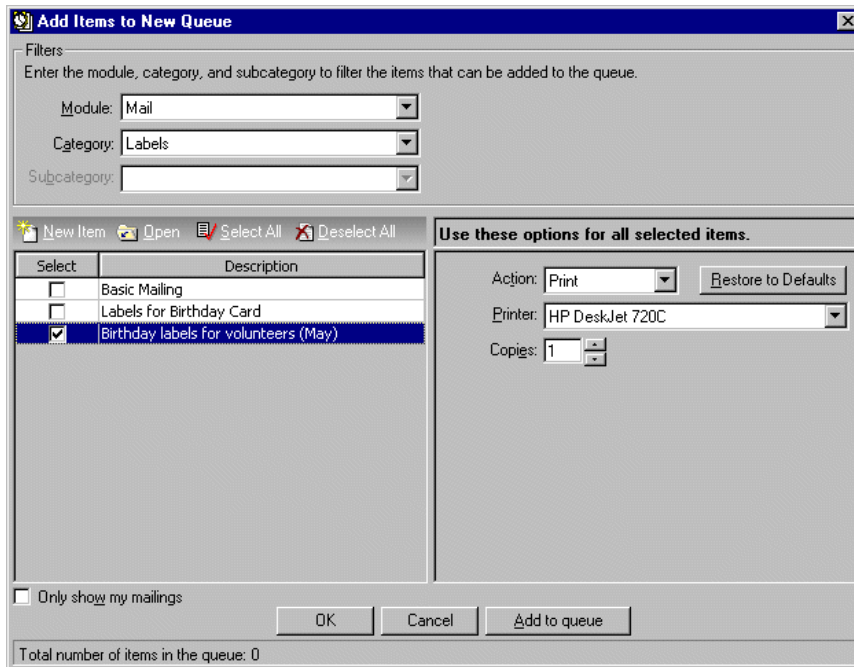 Add Items to New Queue
Filters
Enter the module, category, and subcategory to filter the items that can be added to the queue.
Module: Mail
Category: Labels
Subcategory:
New Item Open Select All Deselect All
Use these options for all selected items.
Select Description
Basic Mailing
Labels for Birthday Card
Birthday labels for volunteers (May)
Action: Print Restore to Defaults
Printer: HP DeskJet 720C
Copies: 1
Only show my mailings
OK Cancel Add to queue
Total number of items in the queue: 0